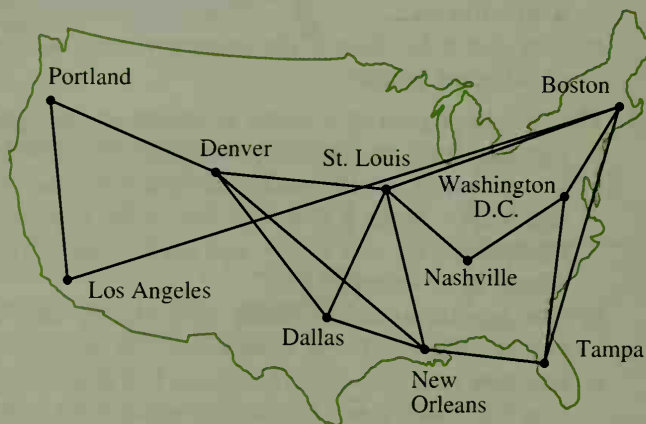 Portland
Boston
Denver
St. Louis
Washington
D.C.
Nashville
Los Angeles
Dallas
Tampa
New
Orleans